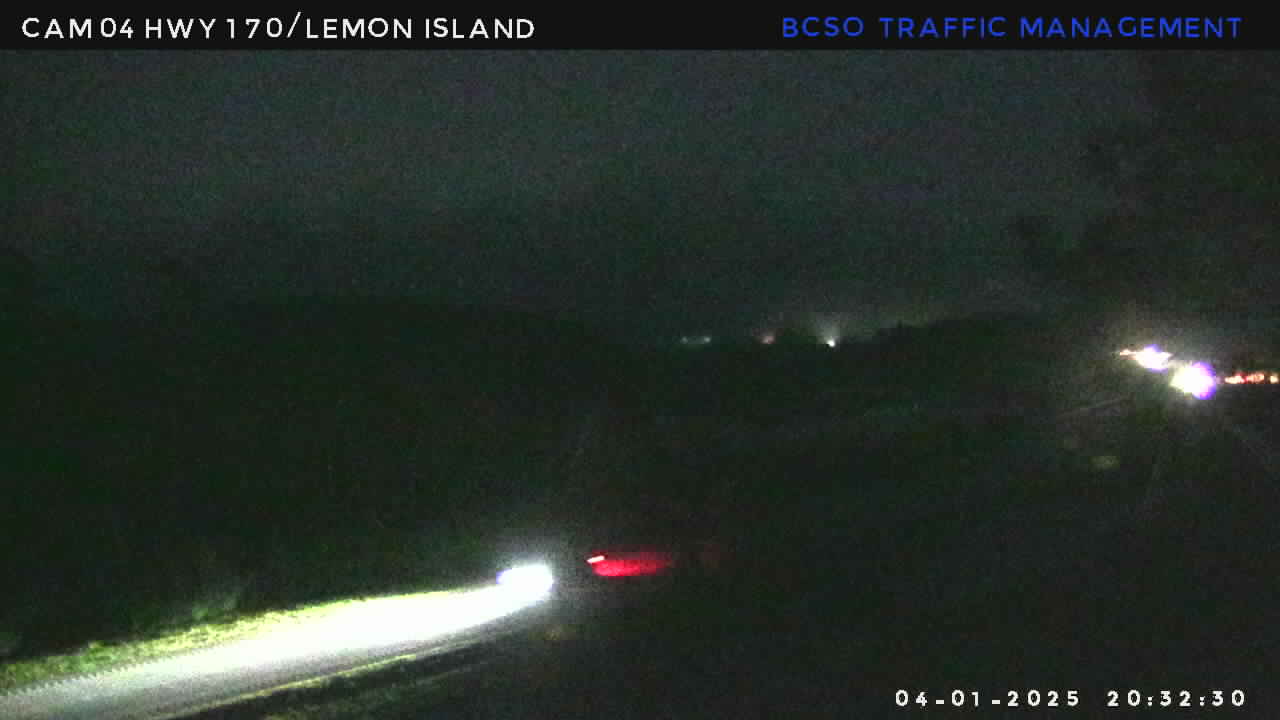 CAM04 HWY 170/LEMON ISLAND
BCSO TRAFFIC MANAGEMENT
04-01-2025 20:32:30